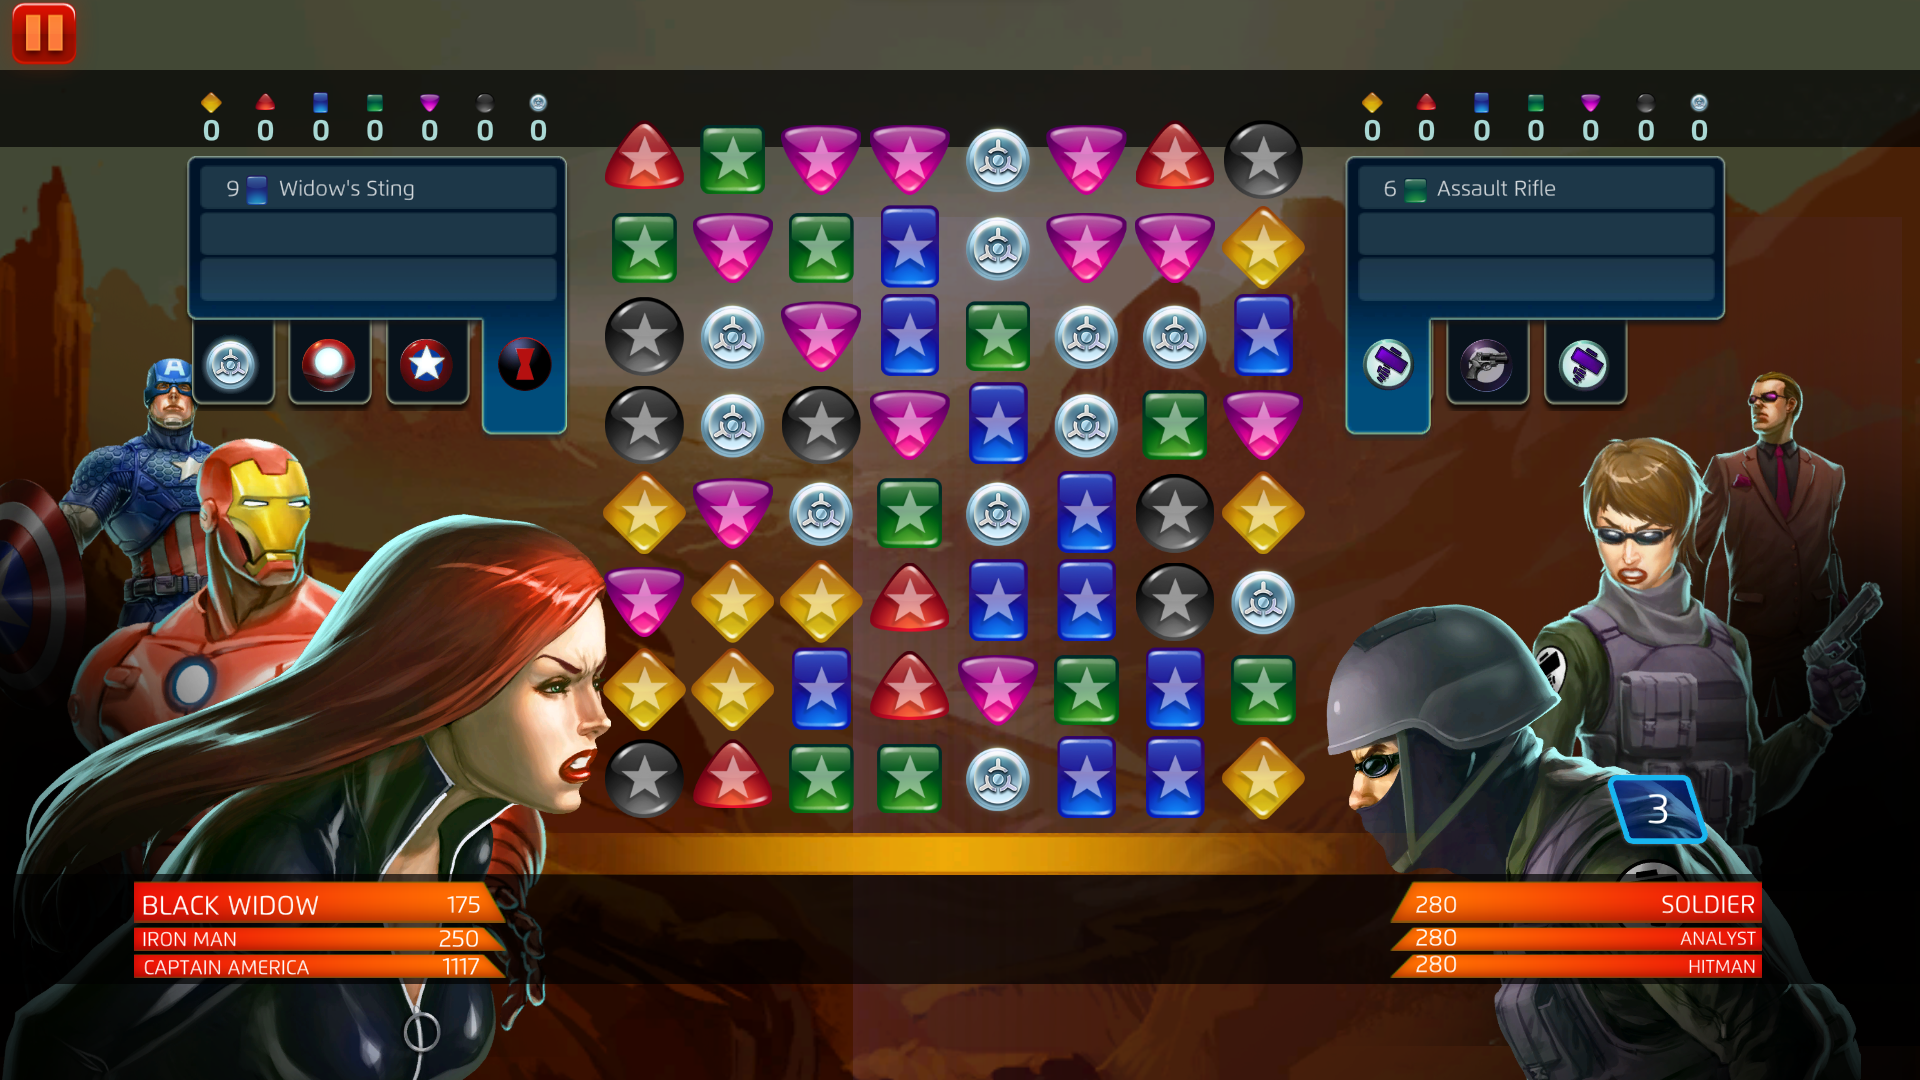 0 0 0 0 0 0 0
0 0 0 0 0 0 0
9 Widow's Sting
6 Assault Rifle
A
3
BLACK WIDOW 175
IRON MAN 250
CAPTAIN AMERICA 1117
280 SOLDIER
280 ANALYST
280 HITMAN